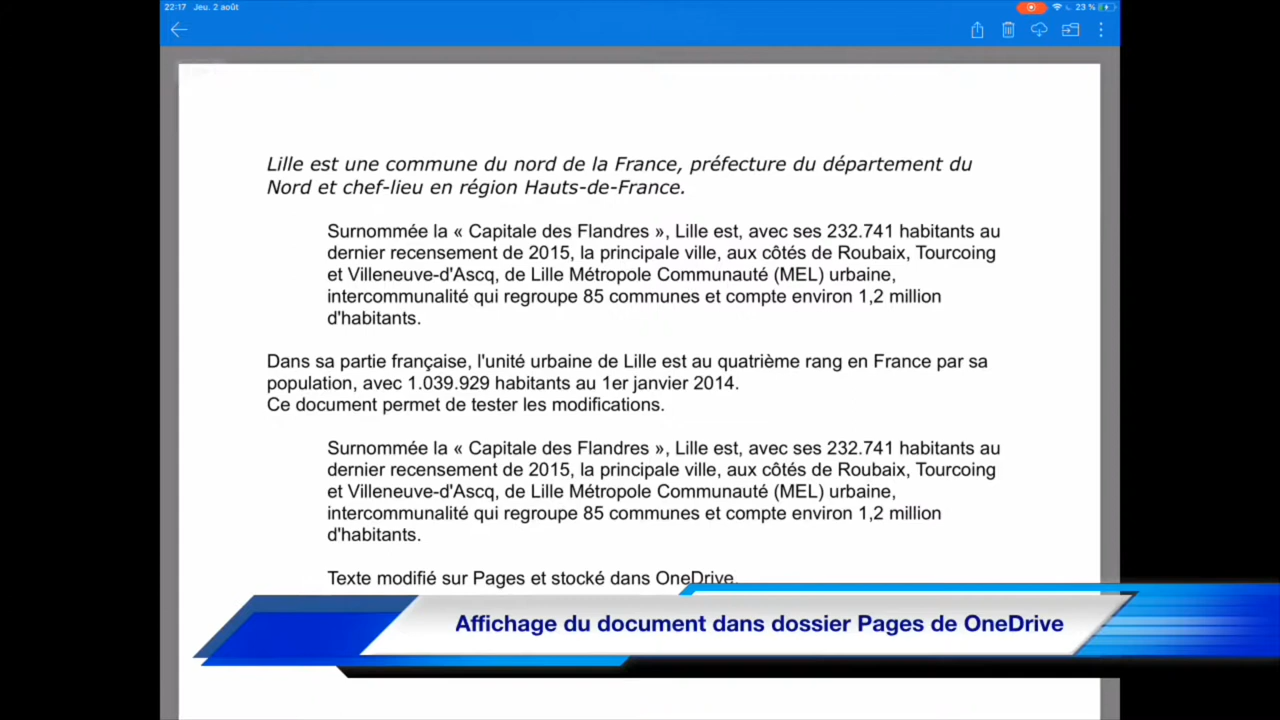 22:17 Jeu. 2 août
23 %
Lille est une commune du nord de la France, préfecture du département du
Nord et chef-lieu en région Hauts-de-France.
Surnommée la « Capitale des Flandres », Lille est, avec ses 232.741 habitants au
dernier recensement de 2015, la principale ville, aux côtés de Roubaix, Tourcoing
et Villeneuve-d'Ascq, de Lille Métropole Communauté (MEL) urbaine,
intercommunalité qui regroupe 85 communes et compte environ 1,2 million
d'habitants.
Dans sa partie française, l'unité urbaine de Lille est au quatrième rang en France par sa
population, avec 1.039.929 habitants au 1er janvier 2014.
Ce document permet de tester les modifications.
Surnommée la « Capitale des Flandres », Lille est, avec ses 232.741 habitants au
dernier recensement de 2015, la principale ville, aux côtés de Roubaix, Tourcoing
et Villeneuve-d'Ascq, de Lille Métropole Communauté (MEL) urbaine,
intercommunalité qui regroupe 85 communes et compte environ 1,2 million
d'habitants.
Texte modifié sur Pages et stocké dans OneDrive.
Affichage du document dans dossier Pages de OneDrive